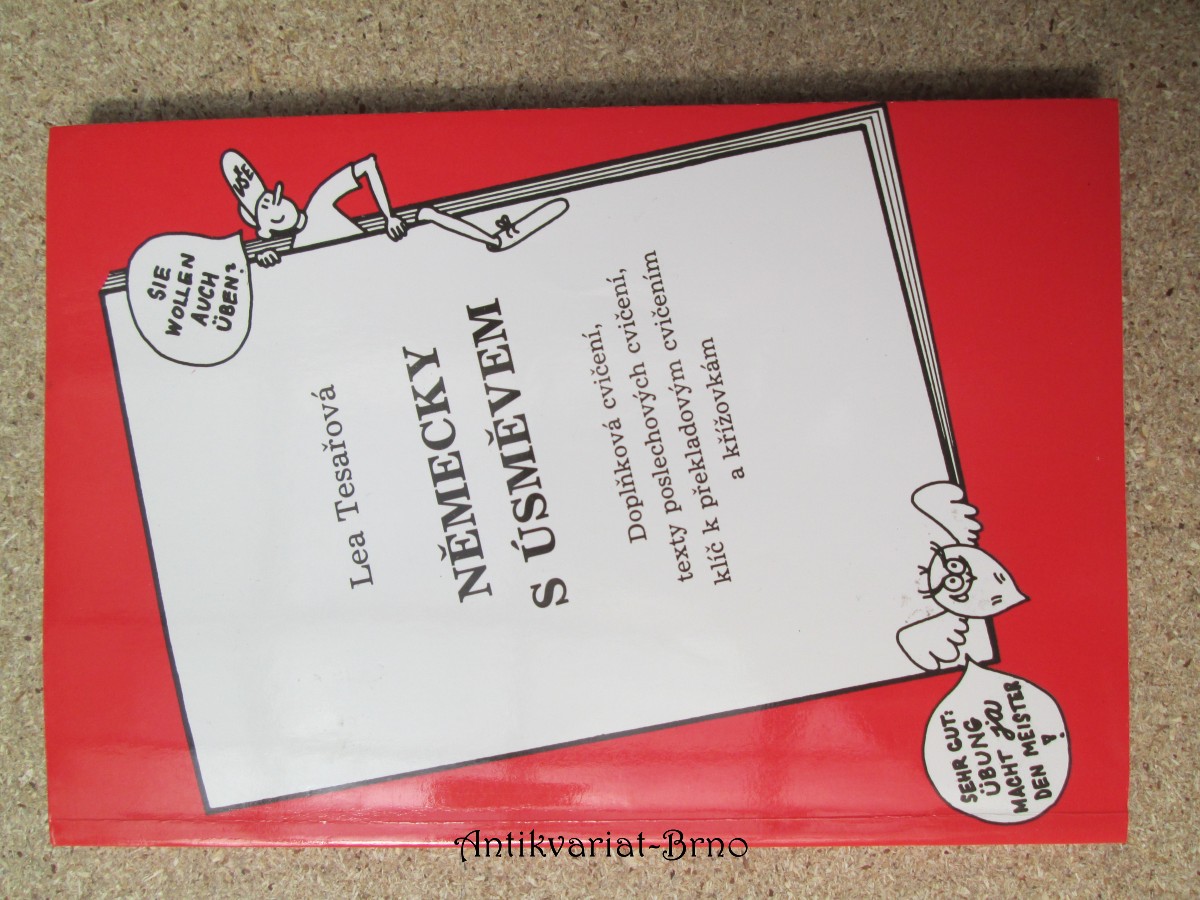 SIE
WOLLEN
AUCH
ÜBEN?
Lea Tesařová
NĚMECKY
S ÚSMĚVEM
Doplňková cvičení,
texty poslechových cvičení,
klíč k překladovým cvičením
a křížovkám
SEHR GUT:
ÜBUNG
MACHT ja
DEN MEISTER
!
Antikvariat-Brno